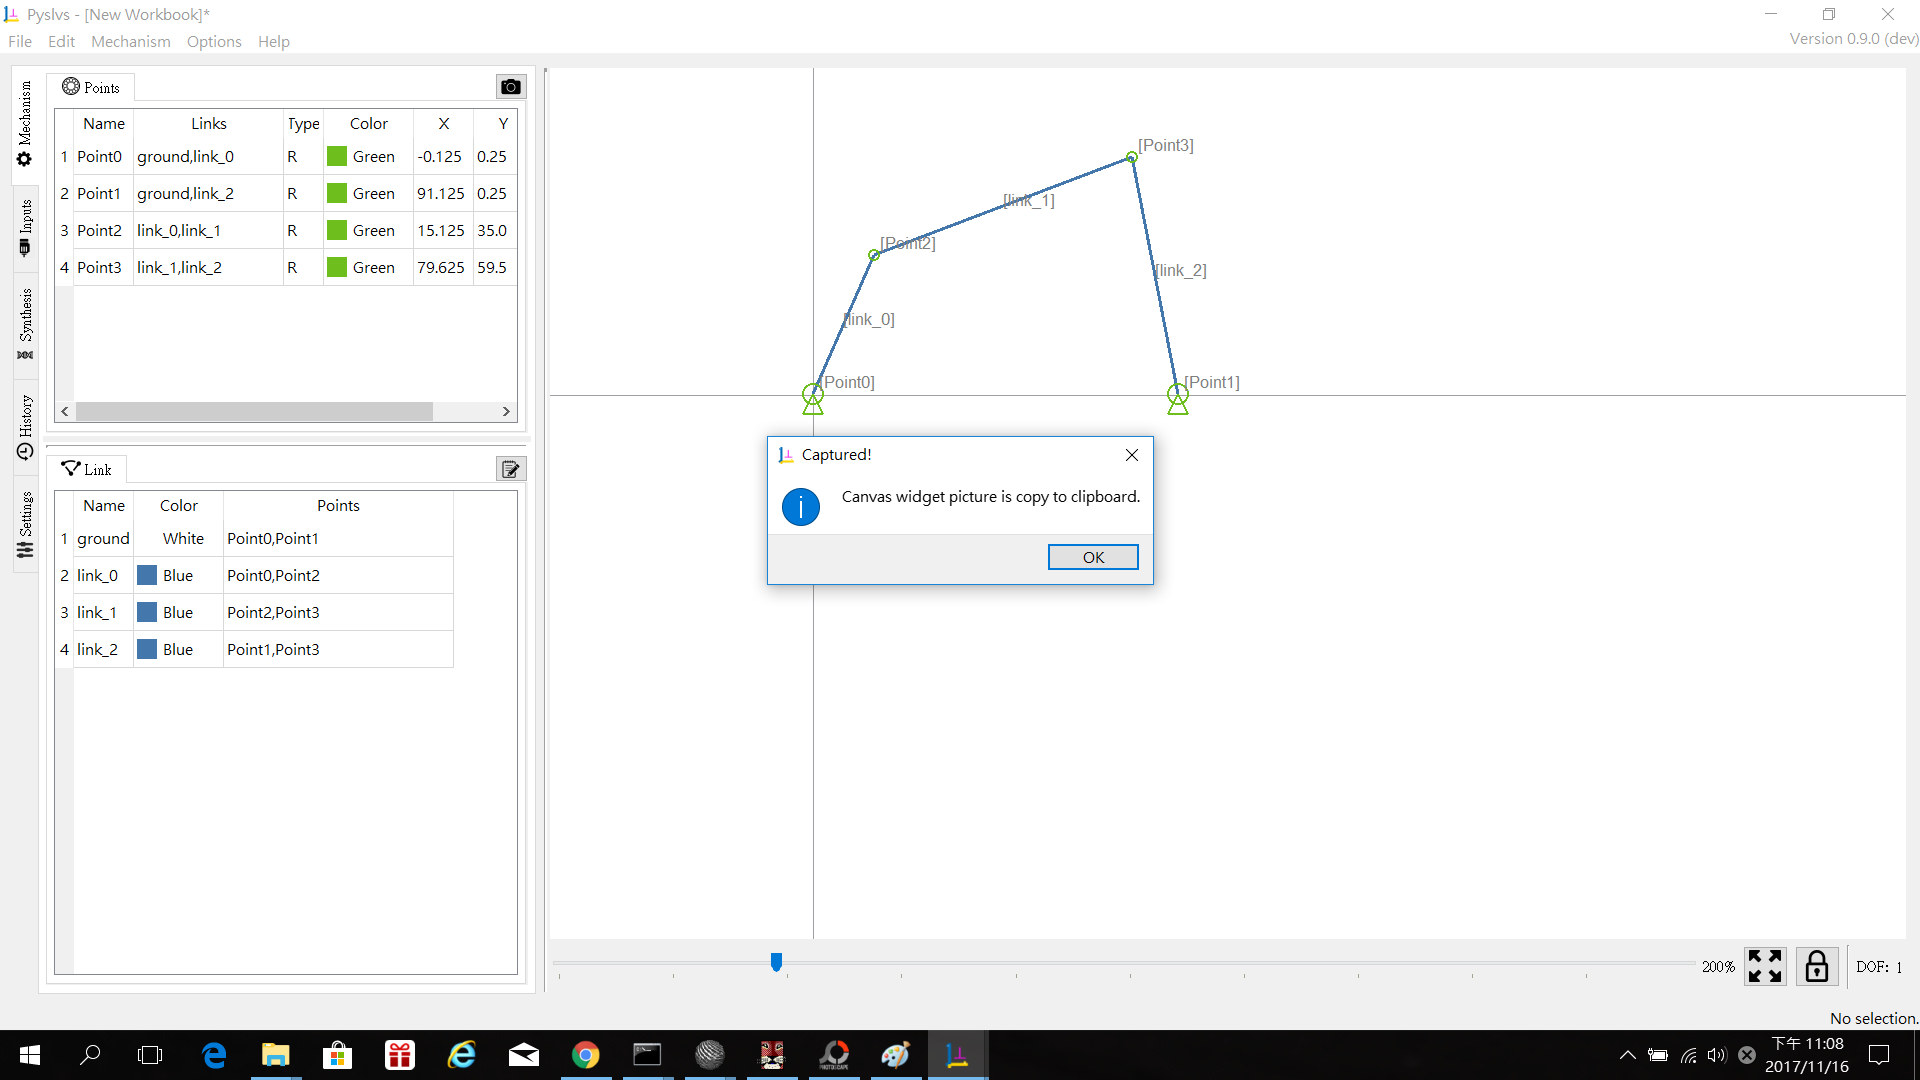 Pyslvs - [New Workbook]*
File Edit Mechanism Options Help
Version 0.9.0 (dev)
Mechanism
Inputs
Synthesis
History
Settings
Points
Name Links Type Color X Y
1 Point0 ground,link_0 R Green -0.125 0.25
2 Point1 ground,link_2 R Green 91.125 0.25
3 Point2 link_0,link_1 R Green 15.125 35.0
4 Point3 link_1,link_2 R Green 79.625 59.5
Link
Name Color Points
1 ground White Point0,Point1
2 link_0 Blue Point0,Point2
3 link_1 Blue Point2,Point3
4 link_2 Blue Point1,Point3
[Point3]
[link_1]
[Point2]
[link_2]
[link_0]
[Point0]
[Point1]
Captured!
Canvas widget picture is copy to clipboard.
OK
200%
DOF: 1
No selection.
下午 11:08
2017/11/16